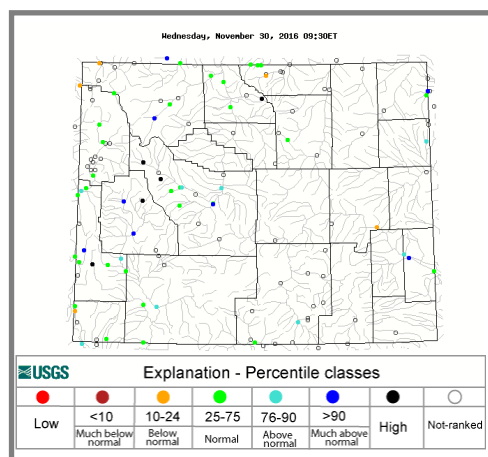 Wednesday, November 30, 2016 09:30ET
USGS
Explanation - Percentile classes
Low
<10
10-24
25-75
76-90
>90
High
Not-ranked
Much below normal
Below normal
Normal
Above normal
Much above normal